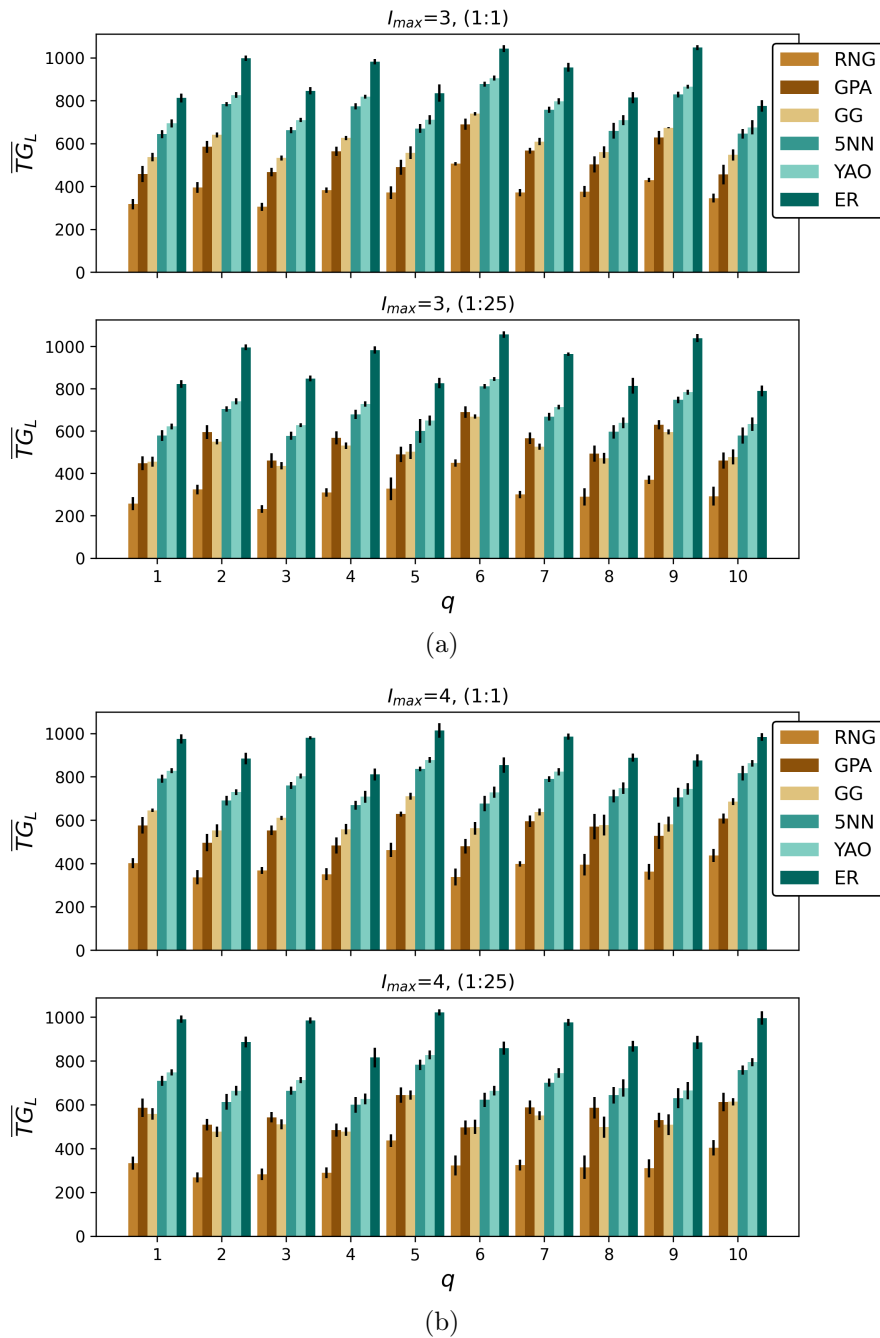 I_max=3, (1:1)
TG_L
1000
800
600
400
200
0
RNG
GPA
GG
5NN
YAO
ER
I_max=3, (1:25)
TG_L
1000
800
600
400
200
0
1 2 3 4 5 6 7 8 9 10
q
(a)
I_max=4, (1:1)
TG_L
1000
800
600
400
200
0
RNG
GPA
GG
5NN
YAO
ER
I_max=4, (1:25)
TG_L
1000
800
600
400
200
0
1 2 3 4 5 6 7 8 9 10
q
(b)